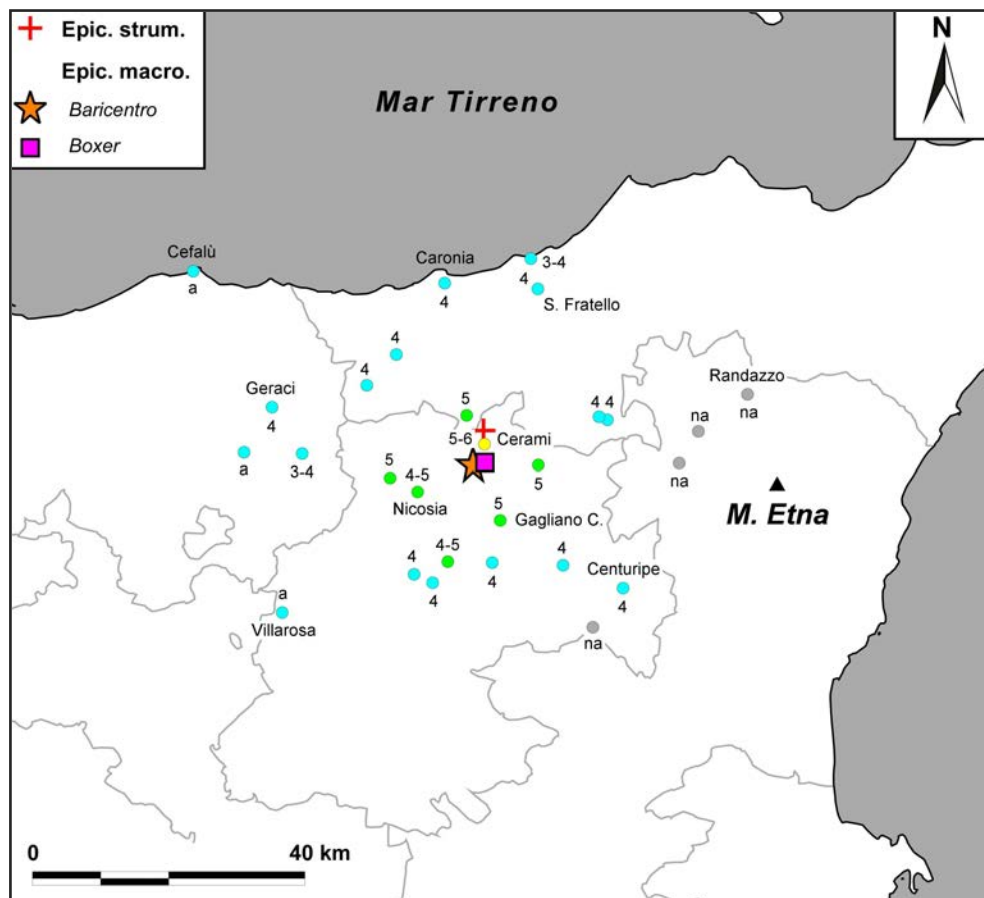 Epic. strum.
Epic. macro.
Baricentro
Boxer
N
Mar Tirreno
Cefalù
a
Caronia
4
3-4
4
S. Fratello
4
4
Geraci
4
a
3-4
5
4 4
Randazzo
na
na
na
5-6
Cerami
5
5
4-5
Nicosia
5
Gagliano C.
M. Etna
4-5
4
4
4
4
Centuripe
4
a
Villarosa
na
0
40 km